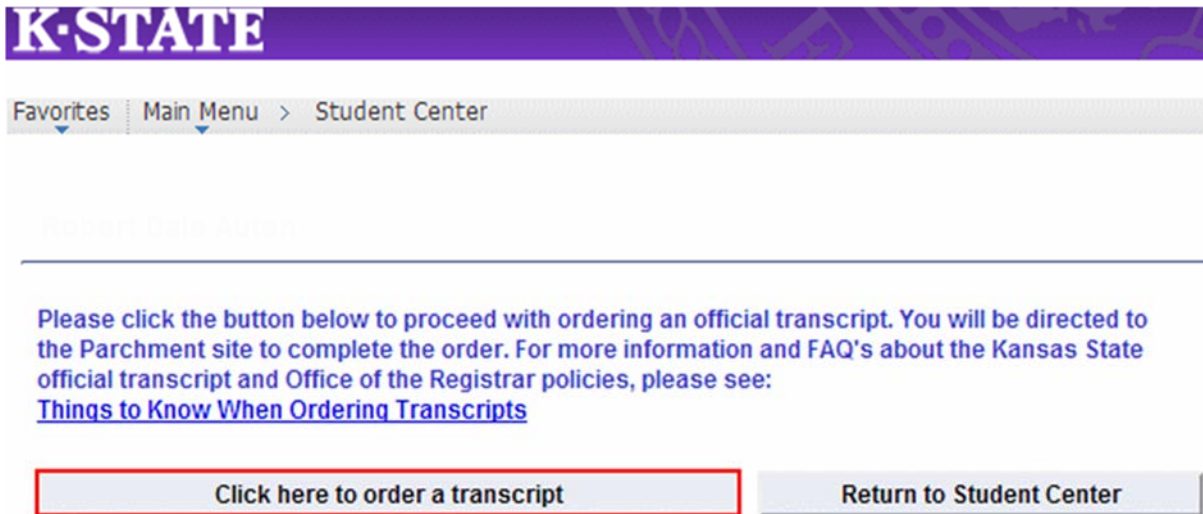 K·STATE
Favorites Main Menu > Student Center
Please click the button below to proceed with ordering an official transcript. You will be directed to
the Parchment site to complete the order. For more information and FAQ's about the Kansas State
official transcript and Office of the Registrar policies, please see:
Things to Know When Ordering Transcripts
Click here to order a transcript Return to Student Center